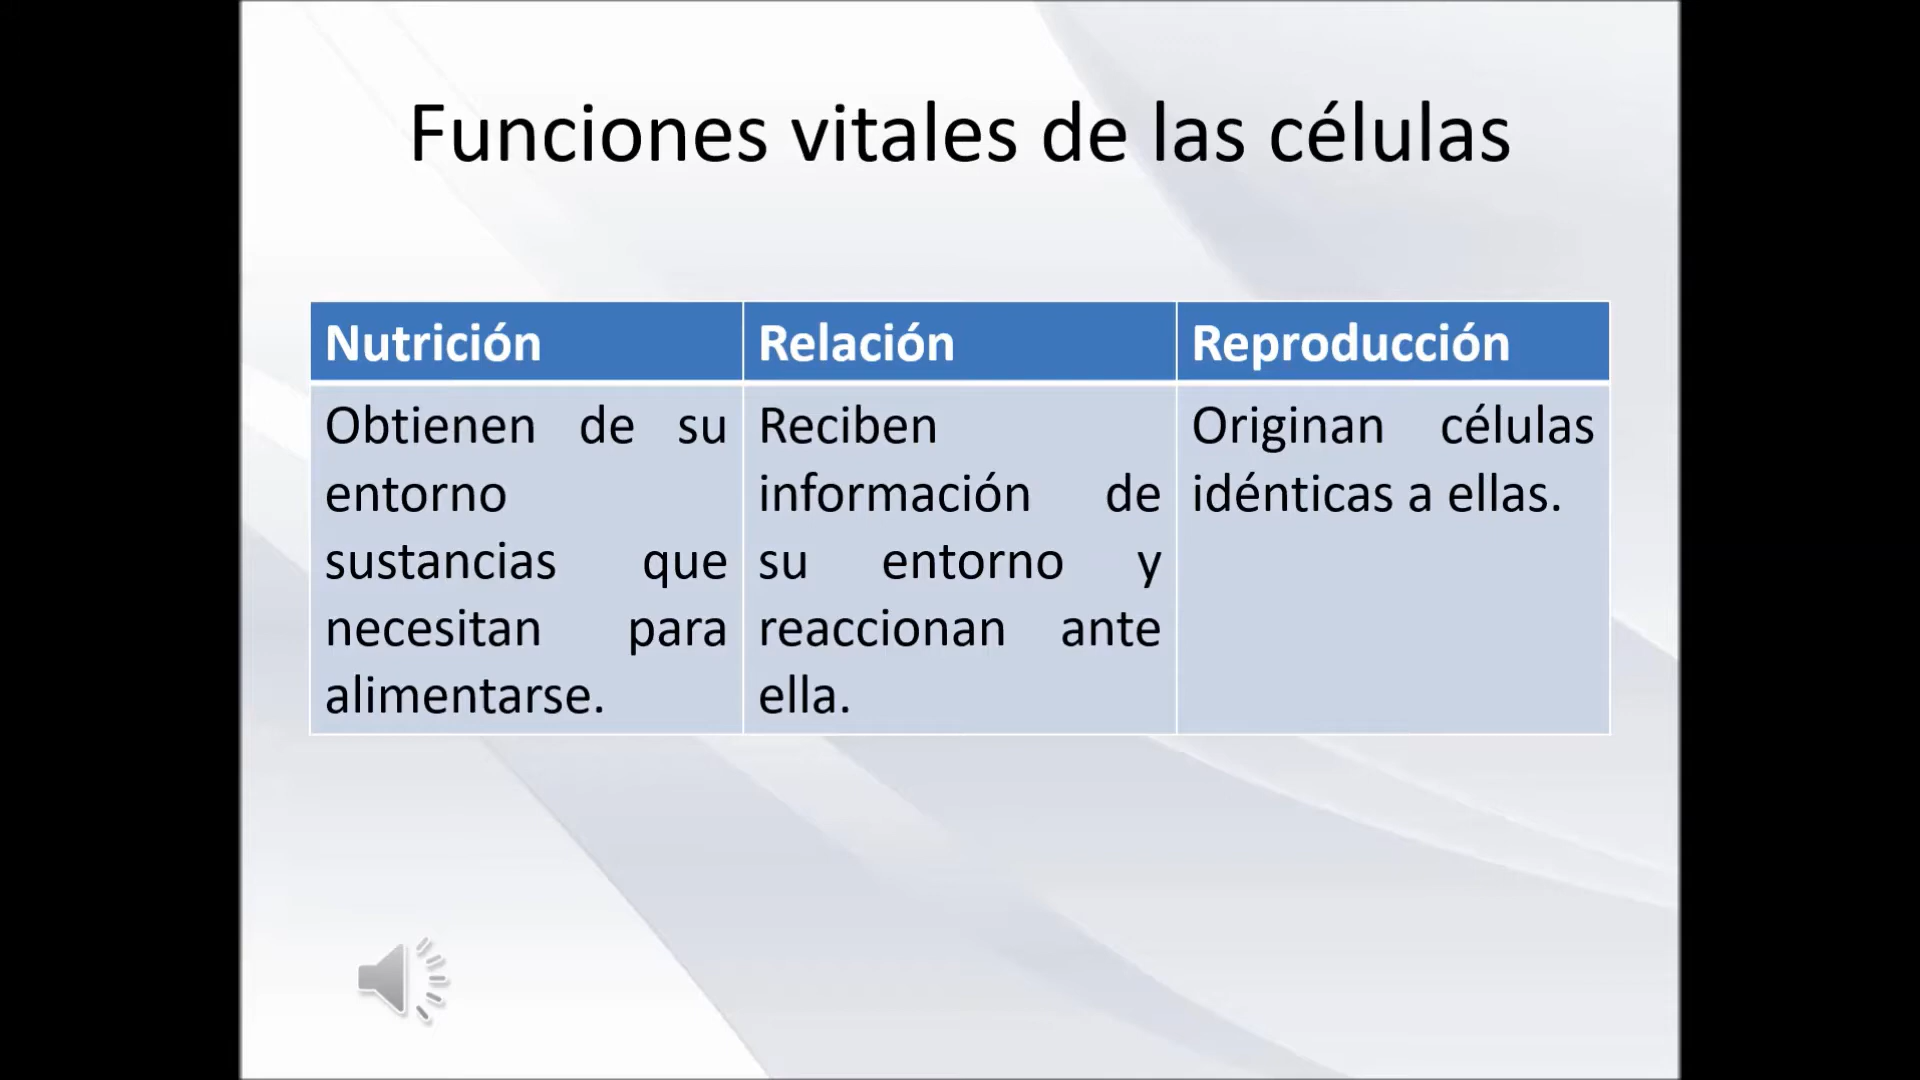 Funciones vitales de las células
Nutrición
Relación
Reproducción
Obtienen de su
entorno
sustancias que
necesitan para
alimentarse.
Reciben
información de
su entorno y
reaccionan ante
ella.
Originan células
idénticas a ellas.